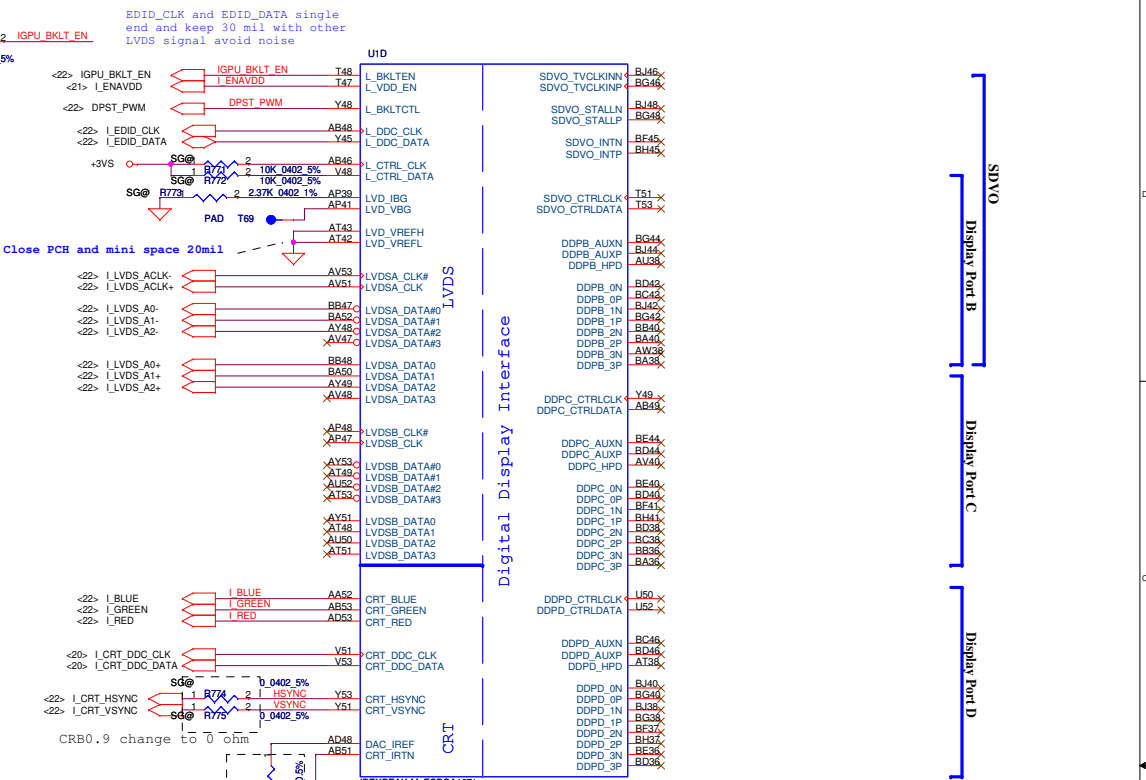 EDID_CLK and EDID_DATA single
end and keep 30 mil with other
LVDS signal avoid noise
2 IGPU_BKLT_EN
5%
U1D
<22> IGPU_BKLT_EN IGPU_BKLT_EN T48 L_BKLTEN
<21> I_ENAVDD I_ENAVDD T47 L_VDD_EN
<22> DPST_PWM DPST_PWM Y48 L_BKLTCTL
<22> I_EDID_CLK AB48 L_DDC_CLK
<22> I_EDID_DATA Y45 L_DDC_DATA
+3VS SG@ 1 R771 2 10K_0402_5% AB46 L_CTRL_CLK
SG@ 1 R772 2 10K_0402_5% V48 L_CTRL_DATA
SG@ R773 1 2 2.37K_0402_1% AP39 LVD_IBG
PAD T69 AP41 LVD_VBG
AT43 LVD_VREFH
AT42 LVD_VREFL
Close PCH and mini space 20mil
<22> I_LVDS_ACLK- AV53 LVDSA_CLK#
<22> I_LVDS_ACLK+ AV51 LVDSA_CLK
<22> I_LVDS_A0- BB47 LVDSA_DATA#0
<22> I_LVDS_A1- BA52 LVDSA_DATA#1
<22> I_LVDS_A2- AY48 LVDSA_DATA#2
AV47 LVDSA_DATA#3
<22> I_LVDS_A0+ BB48 LVDSA_DATA0
<22> I_LVDS_A1+ BA50 LVDSA_DATA1
<22> I_LVDS_A2+ AY49 LVDSA_DATA2
AV48 LVDSA_DATA3
AP48 LVDSB_CLK#
AP47 LVDSB_CLK
AY53 LVDSB_DATA#0
AT49 LVDSB_DATA#1
AU52 LVDSB_DATA#2
AT53 LVDSB_DATA#3
AY51 LVDSB_DATA0
AT48 LVDSB_DATA1
AU50 LVDSB_DATA2
AT51 LVDSB_DATA3
<22> I_BLUE I_BLUE AA52 CRT_BLUE
<22> I_GREEN I_GREEN AB53 CRT_GREEN
<22> I_RED I_RED AD53 CRT_RED
<20> I_CRT_DDC_CLK V51 CRT_DDC_CLK
<20> I_CRT_DDC_DATA V53 CRT_DDC_DATA
<22> I_CRT_HSYNC SG@ 1 R774 2 0_0402_5% HSYNC Y53 CRT_HSYNC
<22> I_CRT_VSYNC SG@ 1 R775 2 0_0402_5% VSYNC Y51 CRT_VSYNC
CRB0.9 change to 0 ohm
AD48 DAC_IREF
AB51 CRT_IRTN
LVDS
CRT
Digital Display Interface
SDVO_TVCLKINN BJ46
SDVO_TVCLKINP BG46
SDVO_STALLN BJ48
SDVO_STALLP BG48
SDVO_INTN BF45
SDVO_INTP BH45
SDVO_CTRLCLK T51
SDVO_CTRLDATA T53
DDPB_AUXN BG44
DDPB_AUXP BJ44
DDPB_HPD AU38
DDPB_0N BD42
DDPB_0P BC42
DDPB_1N BJ42
DDPB_1P BG42
DDPB_2N BB40
DDPB_2P BA40
DDPB_3N AW38
DDPB_3P BA38
DDPC_CTRLCLK Y49
DDPC_CTRLDATA AB49
DDPC_AUXN BE44
DDPC_AUXP BD44
DDPC_HPD AV40
DDPC_0N BE40
DDPC_0P BD40
DDPC_1N BF41
DDPC_1P BH41
DDPC_2N BD38
DDPC_2P BC38
DDPC_3N BB36
DDPC_3P BA36
DDPD_CTRLCLK U50
DDPD_CTRLDATA U52
DDPD_AUXN BC46
DDPD_AUXP BD46
DDPD_HPD AT38
DDPD_0N BJ40
DDPD_0P BG40
DDPD_1N BJ38
DDPD_1P BG38
DDPD_2N BF37
DDPD_2P BH37
DDPD_3N BE36
DDPD_3P BD36
SDVO
Display Port B
Display Port C
Display Port D